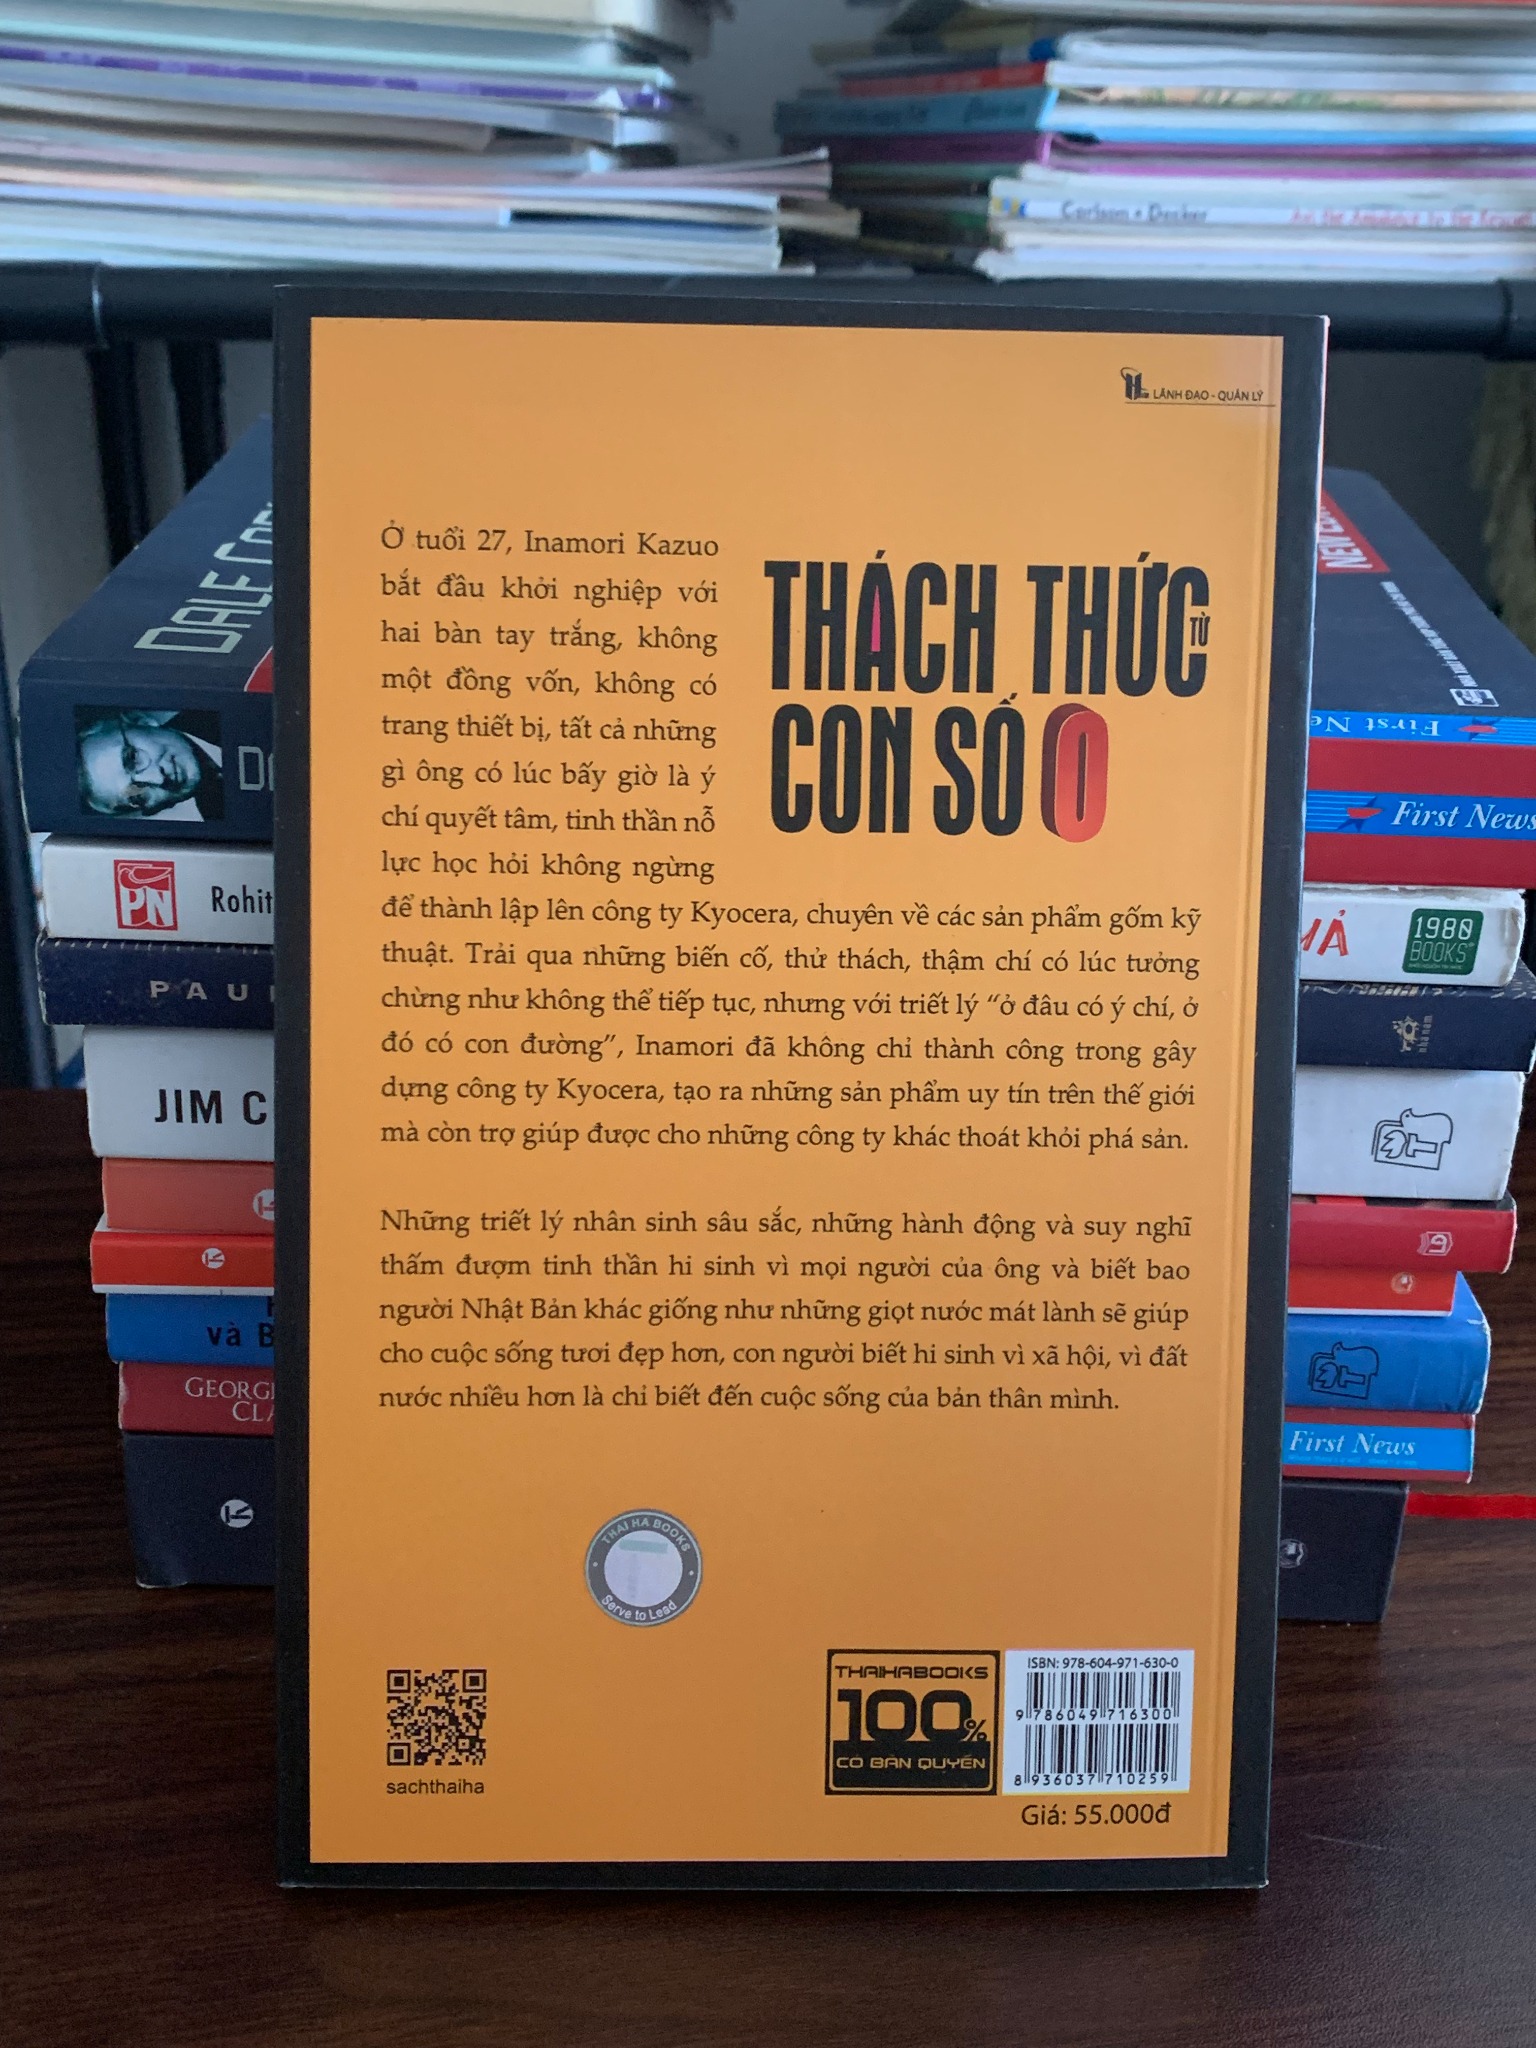 Carlson + Decker
LÃNH ĐẠO - QUẢN LÝ
Ở tuổi 27, Inamori Kazuo
bắt đầu khởi nghiệp với
hai bàn tay trắng, không
một đồng vốn, không có
trang thiết bị, tất cả những
gì ông có lúc bấy giờ là ý
chí quyết tâm, tinh thần nỗ
lực học hỏi không ngừng
THÁCH THỨC
TỪ
CON SỐ 0
để thành lập lên công ty Kyocera, chuyên về các sản phẩm gốm kỹ
thuật. Trải qua những biến cố, thử thách, thậm chí có lúc tưởng
chừng như không thể tiếp tục, nhưng với triết lý “ở đâu có ý chí, ở
đó có con đường”, Inamori đã không chỉ thành công trong gây
dựng công ty Kyocera, tạo ra những sản phẩm uy tín trên thế giới
mà còn trợ giúp được cho những công ty khác thoát khỏi phá sản.
Những triết lý nhân sinh sâu sắc, những hành động và suy nghĩ
thấm đượm tinh thần hi sinh vì mọi người của ông và biết bao
người Nhật Bản khác giống như những giọt nước mát lành sẽ giúp
cho cuộc sống tươi đẹp hơn, con người biết hi sinh vì xã hội, vì đất
nước nhiều hơn là chỉ biết đến cuộc sống của bản thân mình.
THAI HA BOOKS
Serve to Lead
sachthaiha
THAIHABOOKS
100%
CÓ BẢN QUYỀN
ISBN: 978-604-971-630-0
9 786049 716300
8 936037 710259
Giá: 55.000đ
DALE
PN
Rohit
PAU
JIM C
và B
GEORG
CLA
First News
1980
BOOKS
nhã nam
First News